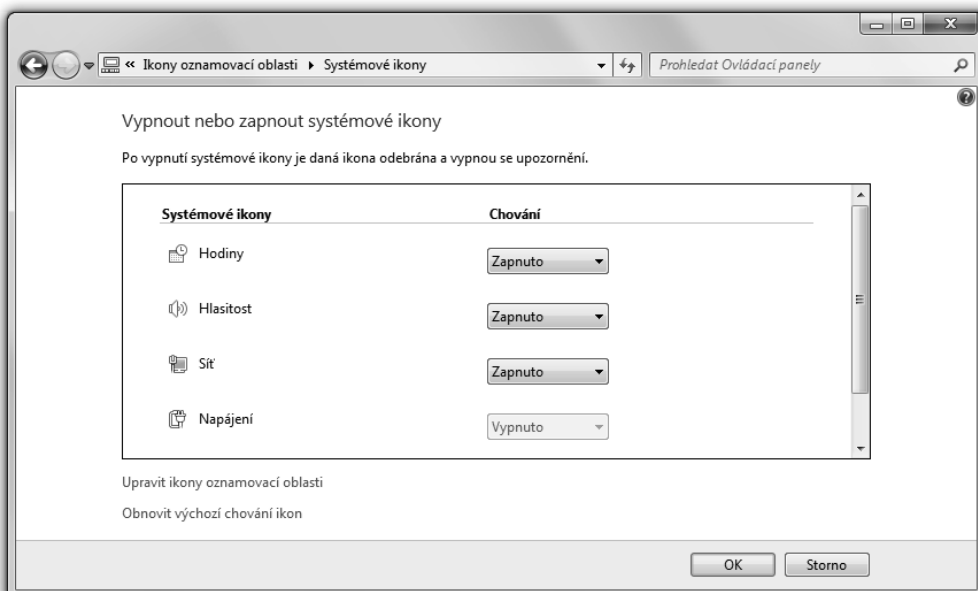 « Ikony oznamovací oblasti ▸ Systémové ikony
Prohledat Ovládací panely
Vypnout nebo zapnout systémové ikony
Po vypnutí systémové ikony je daná ikona odebrána a vypnou se upozornění.
Systémové ikony Chování
Hodiny Zapnuto
Hlasitost Zapnuto
Síť Zapnuto
Napájení Vypnuto
Upravit ikony oznamovací oblasti
Obnovit výchozí chování ikon
OK Storno